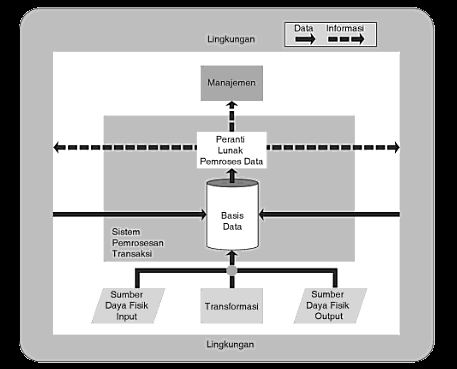 Lingkungan
Data
Informasi
Manajemen
Peranti
Lunak
Pemroses Data
Basis
Data
Sistem
Pemrosesan
Transaksi
Sumber
Daya Fisik
Input
Transformasi
Sumber
Daya Fisik
Output
Lingkungan